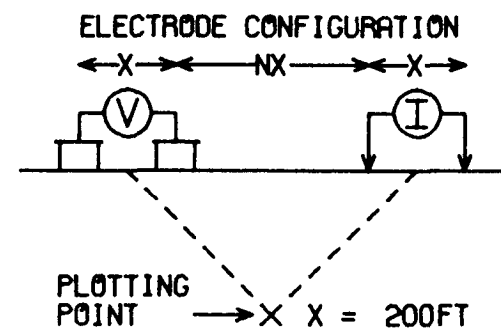 ELECTRODE CONFIGURATION
X NX X
V I
PLOTTING
POINT X X = 200FT